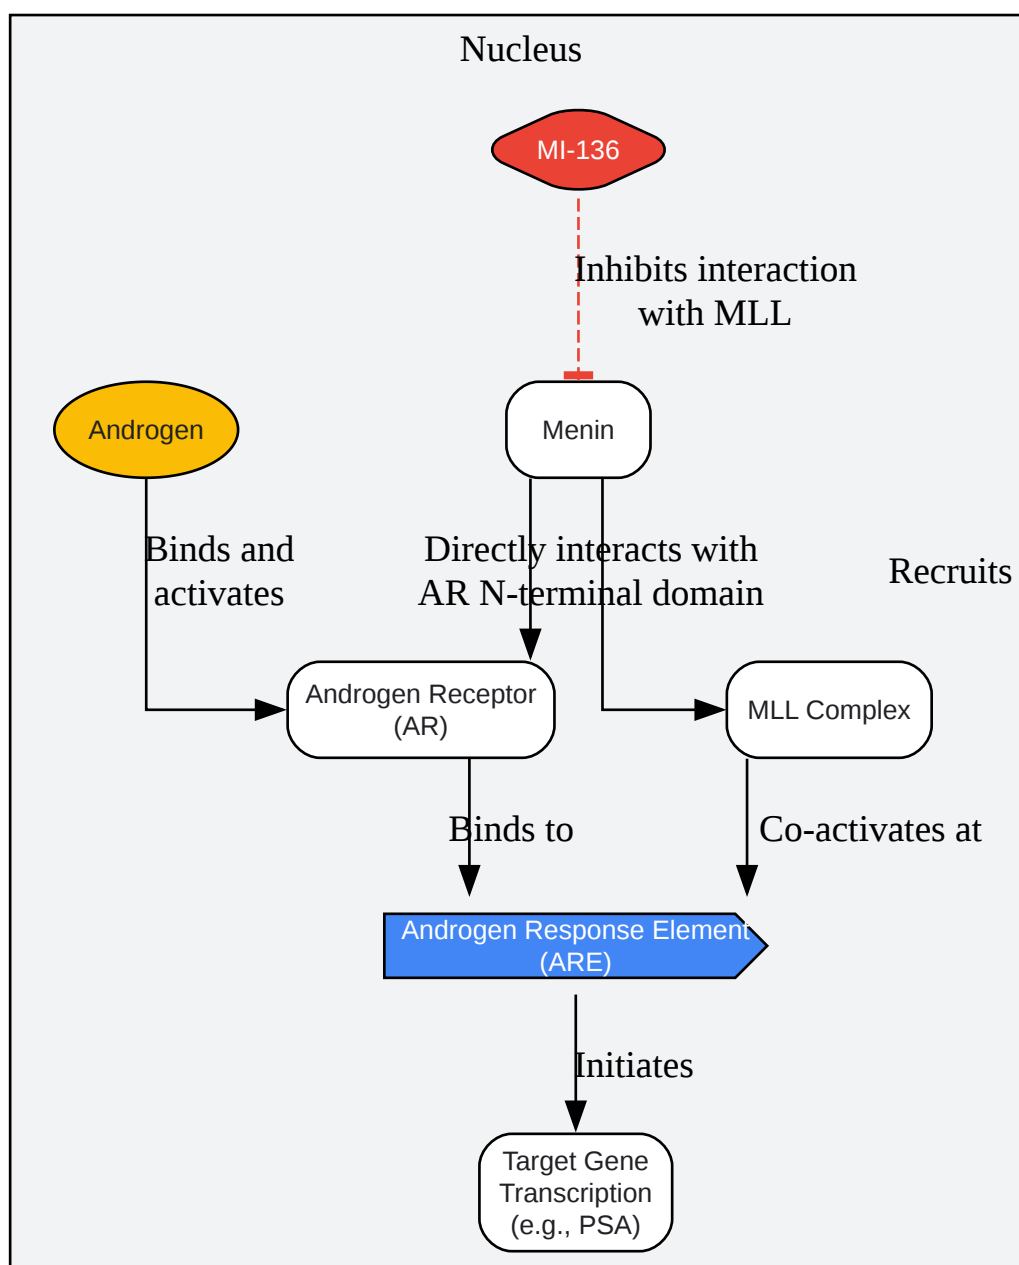 Nucleus
MI-136
Inhibits interaction
with MLL
Androgen
Menin
Binds and
activates
Directly interacts with
AR N-terminal domain
Recruits
Androgen Receptor
(AR)
MLL Complex
Binds to
Co-activates at
Androgen Response Element
(ARE)
Initiates
Target Gene
Transcription
(e.g., PSA)